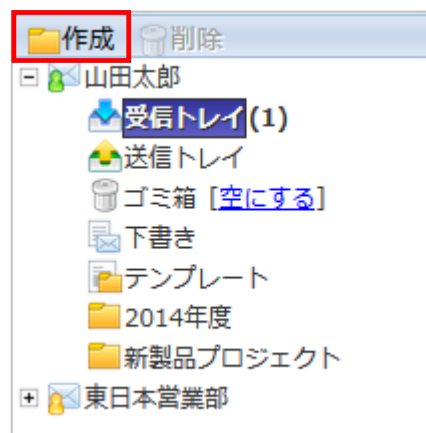 作成 削除
山田太郎
受信トレイ(1)
送信トレイ
ゴミ箱 [空にする]
下書き
テンプレート
2014年度
新製品プロジェクト
東日本営業部